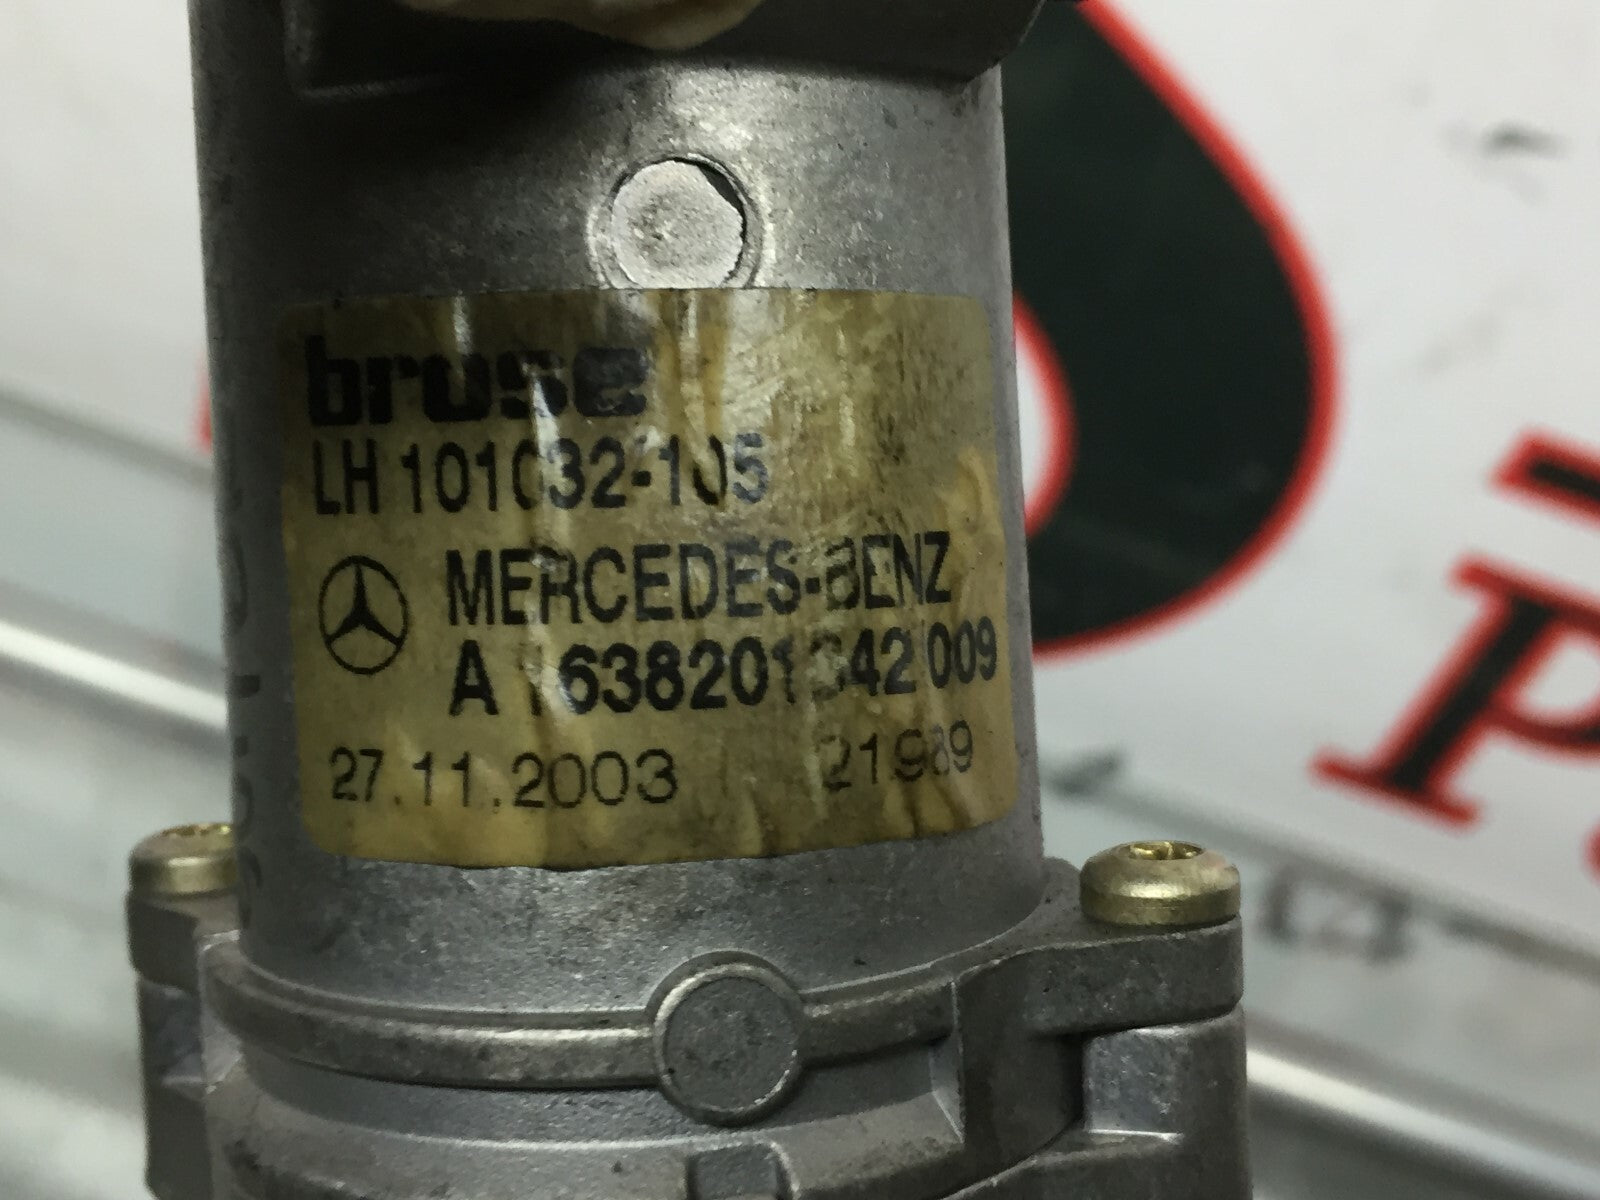 brose
LH 101032-105
MERCEDES-BENZ
A 1638201342 009
27.11.2003 21989